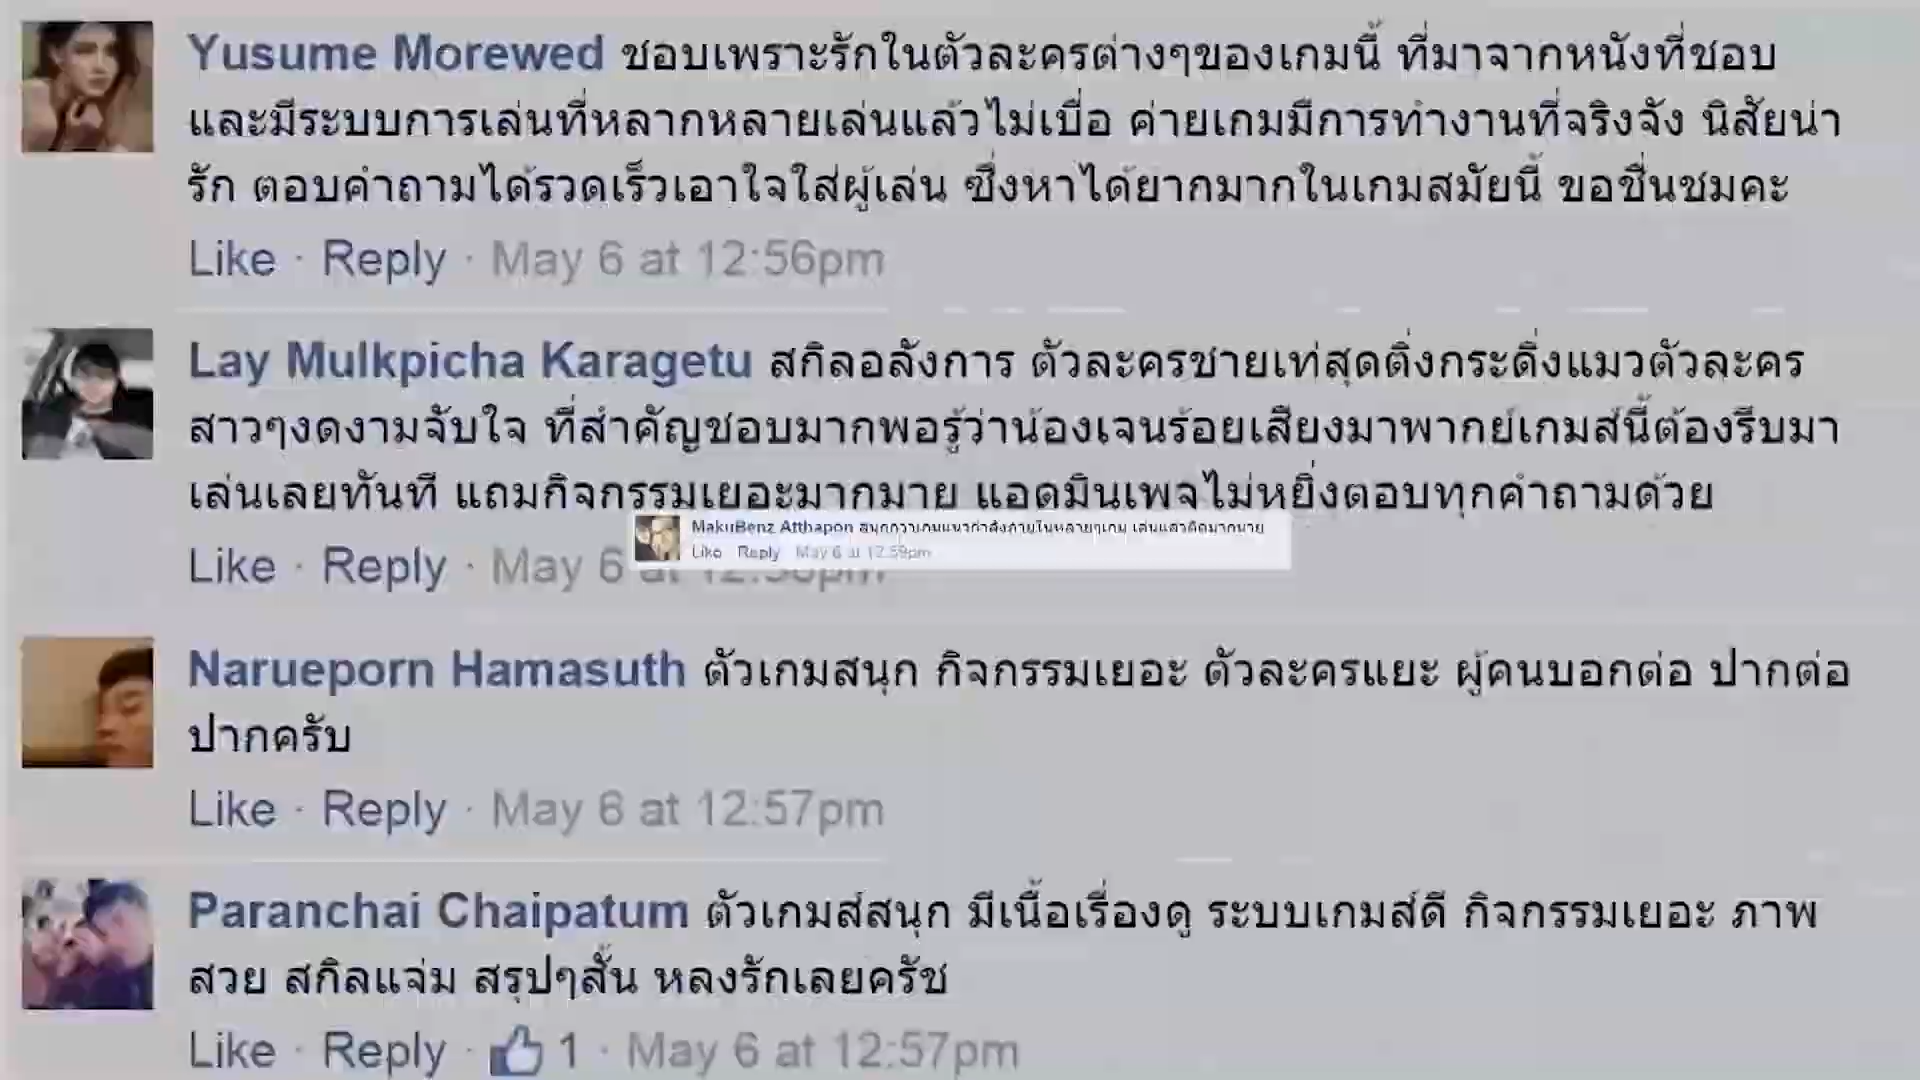 Yusume Morewed ชอบเพราะรักในตัวละครต่างๆของเกมนี้ ที่มาจากหนังที่ชอบ
และมีระบบการเล่นที่หลากหลายเล่นแล้วไม่เบื่อ ค่ายเกมมีการทำงานที่จริงจัง นิสัยน่า
รัก ตอบคำถามได้รวดเร็วเอาใจใส่ผู้เล่น ซึ่งหาได้ยากมากในเกมสมัยนี้ ขอชื่นชมคะ
Like · Reply · May 6 at 12:56pm
Lay Mulkpicha Karagetu สกิลอลังการ ตัวละครชายเท่สุดติ่งกระดิ่งแมวตัวละคร
สาวๆงดงามจับใจ ที่สำคัญชอบมากพอรู้ว่าน้องเจนร้อยเสียงมาพากย์เกมส์นี้ต้องรีบมา
เล่นเลยทันที แถมกิจกรรมเยอะมากมาย แอดมินเพจไม่หยิ่งตอบทุกคำถามด้วย
MakuBenz Atthapon สนุกกว่าเกมแนวกำลังภายในหลายๆเกม เล่นแล้วติดมากมาย
Like Reply May 6 at 12:59pm
Like · Reply · May 6
Narueporn Hamasuth ตัวเกมสนุก กิจกรรมเยอะ ตัวละครแยะ ผู้คนบอกต่อ ปากต่อ
ปากครับ
Like · Reply · May 6 at 12:57pm
Paranchai Chaipatum ตัวเกมส์สนุก มีเนื้อเรื่องดู ระบบเกมส์ดี กิจกรรมเยอะ ภาพ
สวย สกิลแจ่ม สรุปๆสั้น หลงรักเลยครัช
Like · Reply · 1 · May 6 at 12:57pm